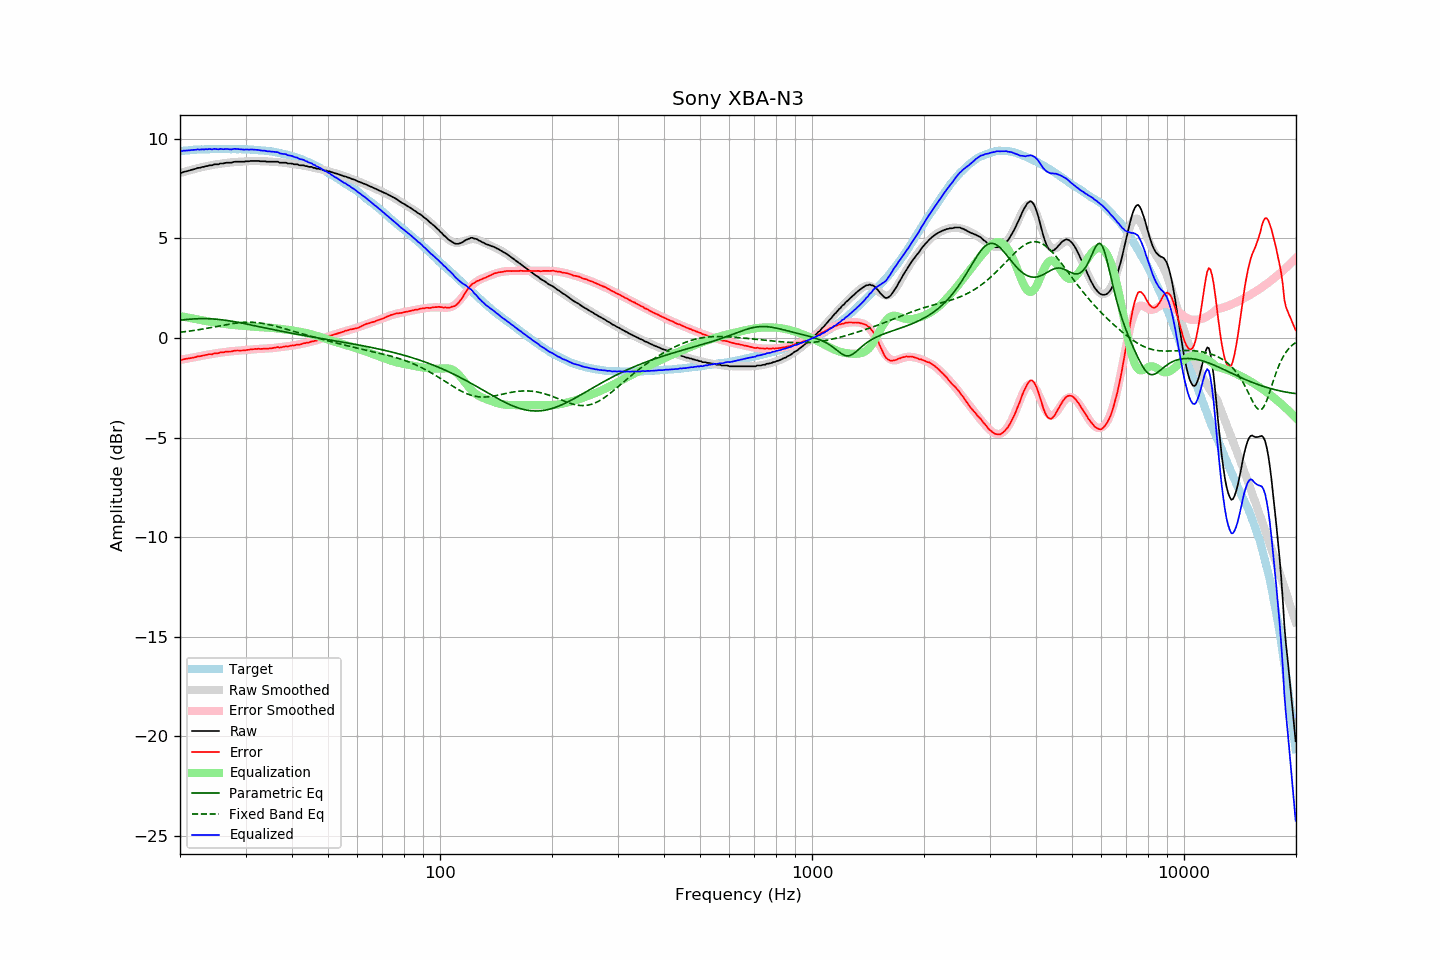 Sony XBA-N3
Amplitude (dBr)
10
5
0
−5
−10
−15
−20
−25
Target
Raw Smoothed
Error Smoothed
Raw
Error
Equalization
Parametric Eq
Fixed Band Eq
Equalized
100 1000 10000
Frequency (Hz)